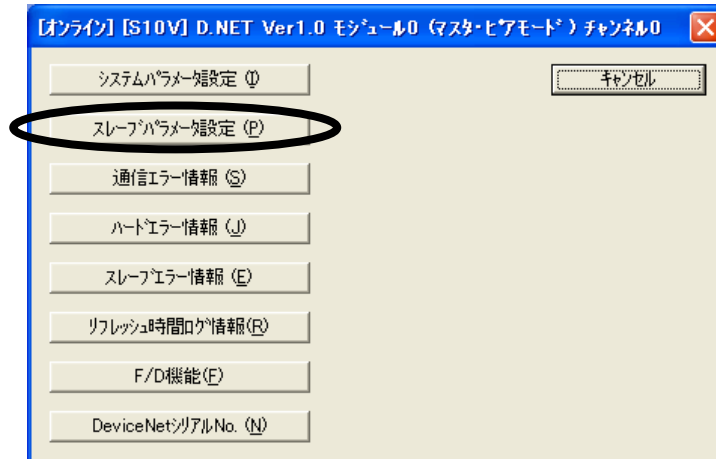 [オンライン] [S10V] D.NET Ver1.0 モジュール0 (マスタ・ピアモード) チャンネル0
システムパラメータ設定 (I)
キャンセル
スレーブパラメータ設定 (P)
通信エラー情報 (S)
ハードエラー情報 (J)
スレーブエラー情報 (E)
リフレッシュ時間ログ情報(R)
F/D機能(F)
DeviceNetシリアルNo. (N)